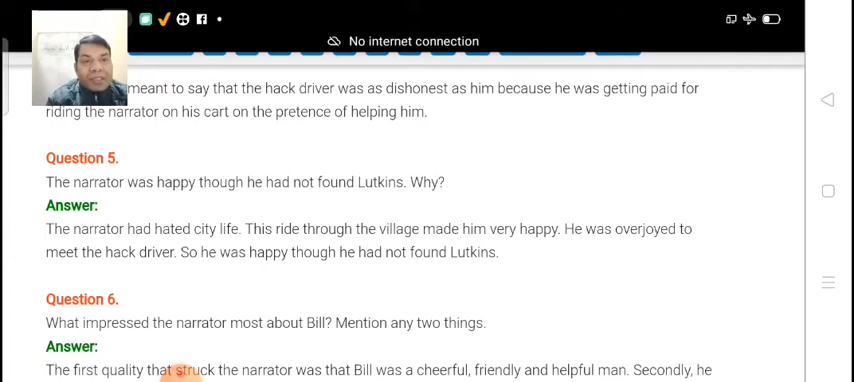 No internet connection
meant to say that the hack driver was as dishonest as him because he was getting paid for
riding the narrator on his cart on the pretence of helping him.
Question 5.
The narrator was happy though he had not found Lutkins. Why?
Answer:
The narrator had hated city life. This ride through the village made him very happy. He was overjoyed to
meet the hack driver. So he was happy though he had not found Lutkins.
Question 6.
What impressed the narrator most about Bill? Mention any two things.
Answer:
The first quality that struck the narrator was that Bill was a cheerful, friendly and helpful man. Secondly, he